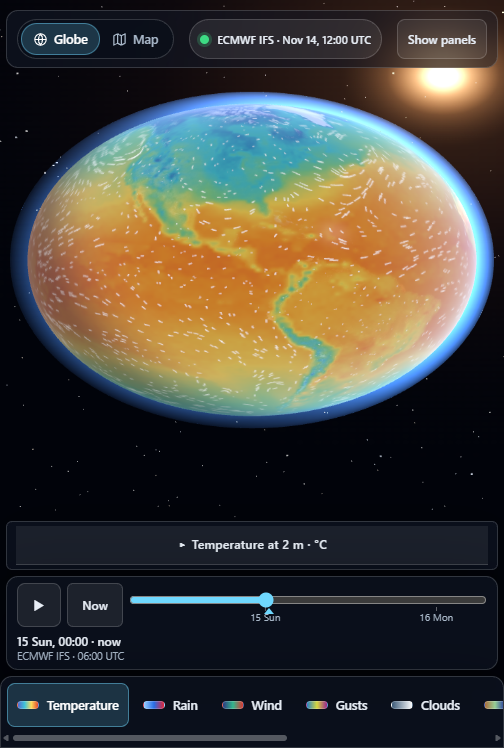 Globe
Map
ECMWF IFS · Nov 14, 12:00 UTC
Show panels
▸ Temperature at 2 m · °C
Now
15 Sun
16 Mon
15 Sun, 00:00 · now
ECMWF IFS · 06:00 UTC
Temperature
Rain
Wind
Gusts
Clouds